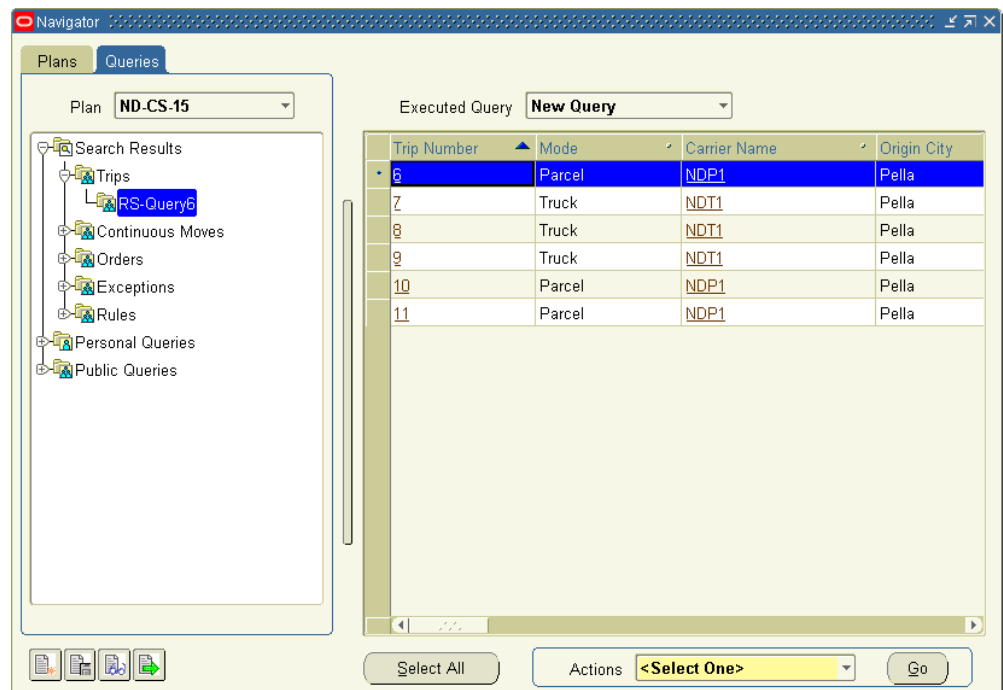 Navigator
Plans Queries
Plan ND-CS-15
Executed Query New Query
Search Results
Trips
RS-Query6
Continuous Moves
Orders
Exceptions
Rules
Personal Queries
Public Queries
Trip Number Mode Carrier Name Origin City
6 Parcel NDP1 Pella
7 Truck NDT1 Pella
8 Truck NDT1 Pella
9 Truck NDT1 Pella
10 Parcel NDP1 Pella
11 Parcel NDP1 Pella
Select All Actions <Select One> Go